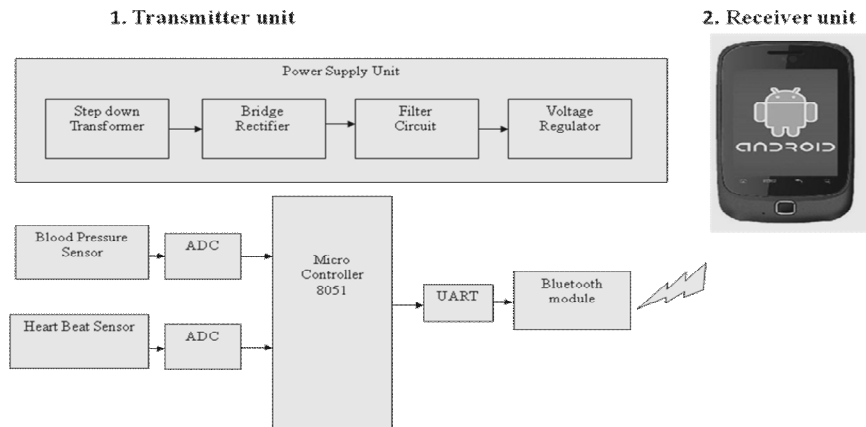 1. Transmitter unit
2. Receiver unit
Power Supply Unit
Step down
Transformer
Bridge
Rectifier
Filter
Circuit
Voltage
Regulator
ANDROID
Blood Pressure
Sensor
ADC
Micro
Controller
8051
UART
Bluetooth
module
Heart Beat Sensor
ADC